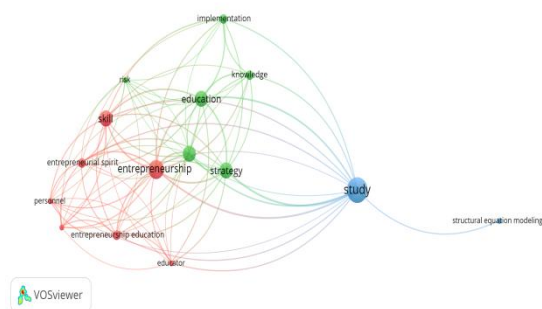 implementation
knowledge
risk
education
skill
entrepreneurial spirit
entrepreneurship
strategy
study
personnel
structural equation modeling
entrepreneurship education
educator
VOSviewer